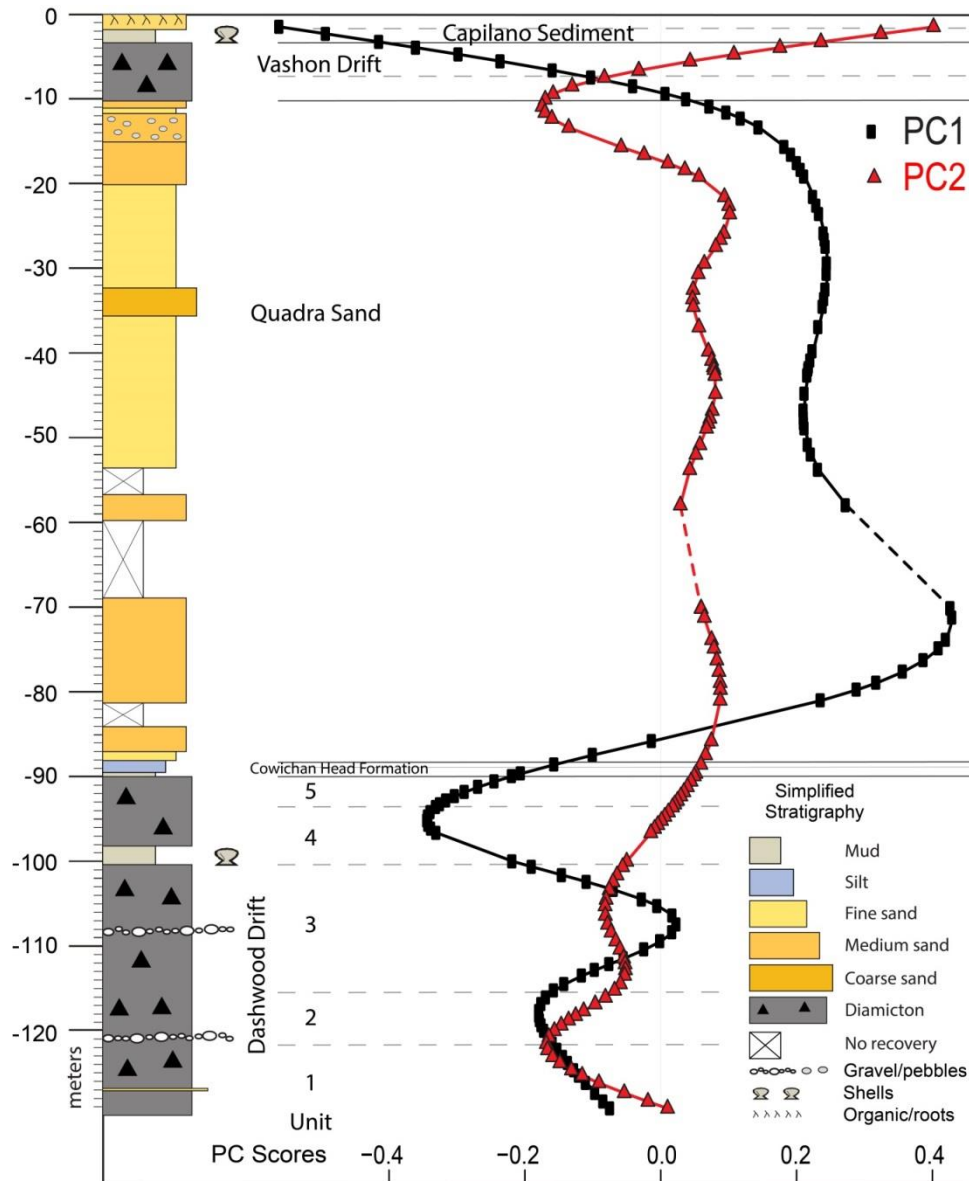 0
Capilano Sediment
Vashon Drift
-10
PC1
PC2
-20
-30
Quadra Sand
-40
-50
-60
-70
-80
Cowichan Head Formation
-90
5
4
-100
3
-110
2
-120
1
meters
Dashwood Drift
Unit
Simplified
Stratigraphy
Mud
Silt
Fine sand
Medium sand
Coarse sand
Diamicton
No recovery
Gravel/pebbles
Shells
Organic/roots
PC Scores −0.4 −0.2 0.0 0.2 0.4